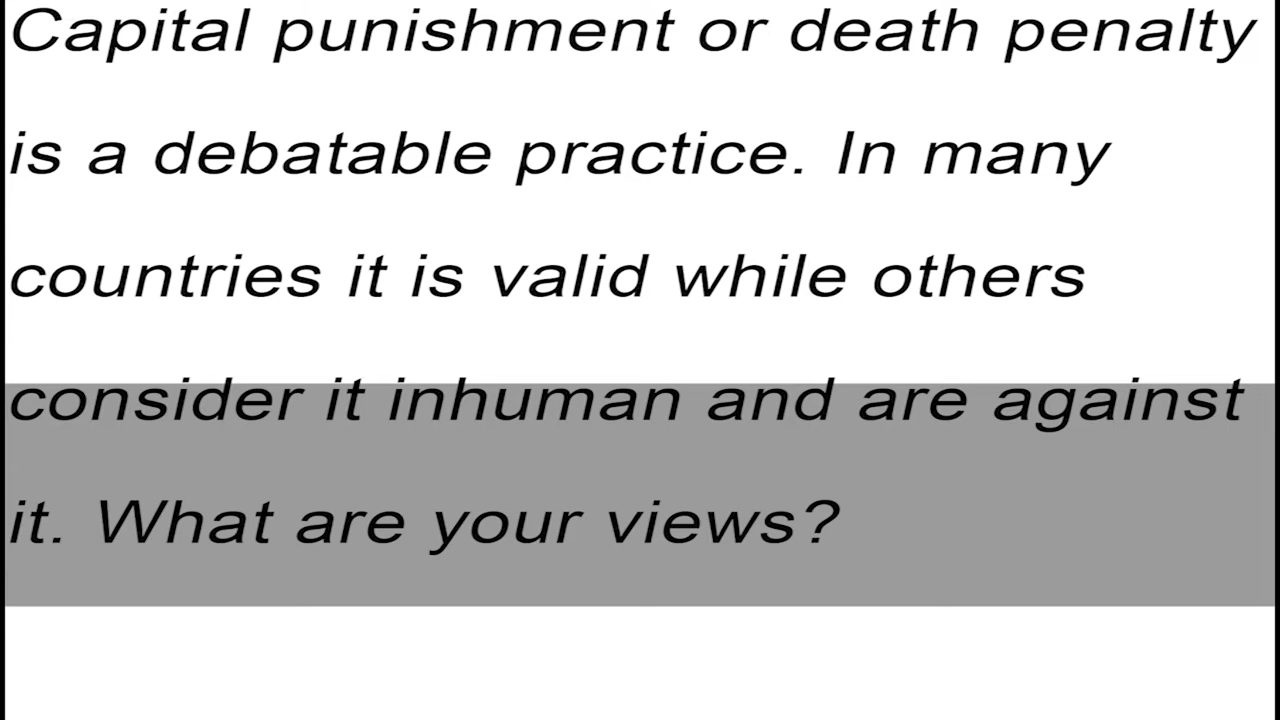 Capital punishment or death penalty
is a debatable practice. In many
countries it is valid while others
consider it inhuman and are against
it. What are your views?